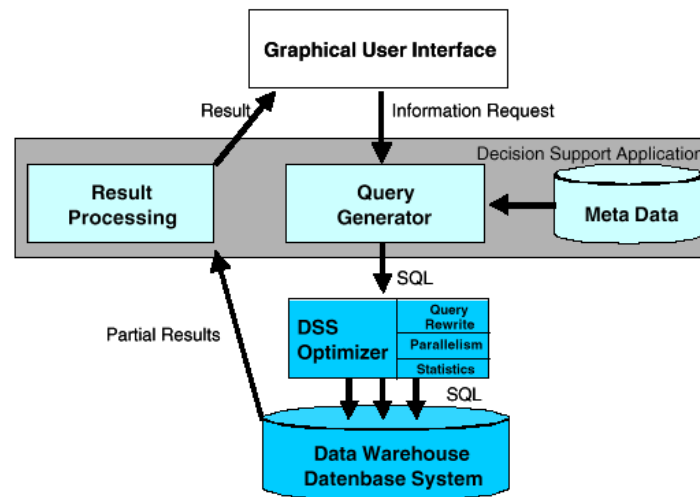 Graphical User Interface
Result
Information Request
Decision Support Application
Result
Processing
Query
Generator
Meta Data
SQL
Partial Results
DSS
Optimizer
Query
Rewrite
Parallelism
Statistics
SQL
Data Warehouse
Datenbase System